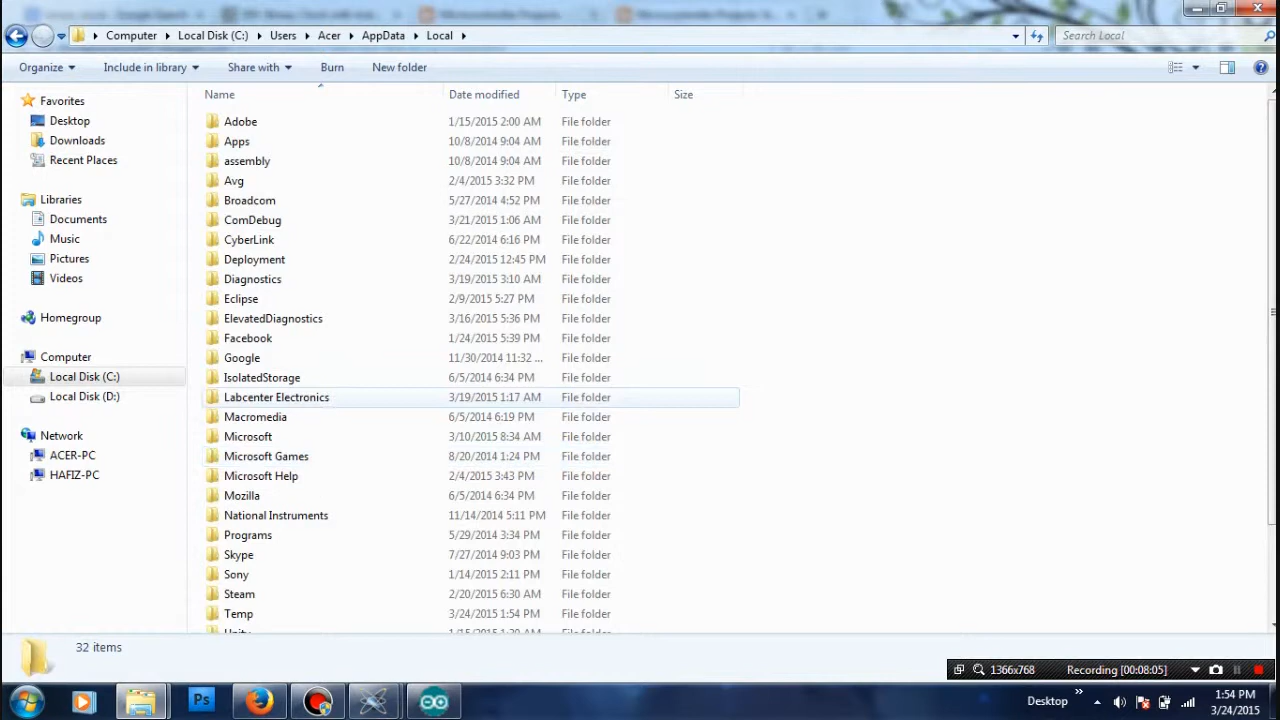 Computer Local Disk (C:) Users Acer AppData Local Search Local
Organize Include in library Share with Burn New folder
Name Date modified Type Size
Favorites
Desktop
Downloads
Recent Places
Libraries
Documents
Music
Pictures
Videos
Homegroup
Computer
Local Disk (C:)
Local Disk (D:)
Network
ACER-PC
HAFIZ-PC
Adobe 1/15/2015 2:00 AM File folder
Apps 10/8/2014 9:04 AM File folder
assembly 10/8/2014 9:04 AM File folder
Avg 2/4/2015 3:32 PM File folder
Broadcom 5/27/2014 4:52 PM File folder
ComDebug 3/21/2015 1:06 AM File folder
CyberLink 6/22/2014 6:16 PM File folder
Deployment 2/24/2015 12:45 PM File folder
Diagnostics 3/19/2015 3:10 AM File folder
Eclipse 2/9/2015 5:27 PM File folder
ElevatedDiagnostics 3/16/2015 5:36 PM File folder
Facebook 1/24/2015 5:39 PM File folder
Google 11/30/2014 11:32 ... File folder
IsolatedStorage 6/5/2014 6:34 PM File folder
Labcenter Electronics 3/19/2015 1:17 AM File folder
Macromedia 6/5/2014 6:19 PM File folder
Microsoft 3/10/2015 8:34 AM File folder
Microsoft Games 8/20/2014 1:24 PM File folder
Microsoft Help 2/4/2015 3:43 PM File folder
Mozilla 6/5/2014 6:34 PM File folder
National Instruments 11/14/2014 5:11 PM File folder
Programs 5/29/2014 3:34 PM File folder
Skype 7/27/2014 9:03 PM File folder
Sony 1/14/2015 2:11 PM File folder
Steam 2/20/2015 6:30 AM File folder
Temp 3/24/2015 1:54 PM File folder
32 items
1366x768 Recording [00:08:05]
Ps
Desktop
1:54 PM
3/24/2015